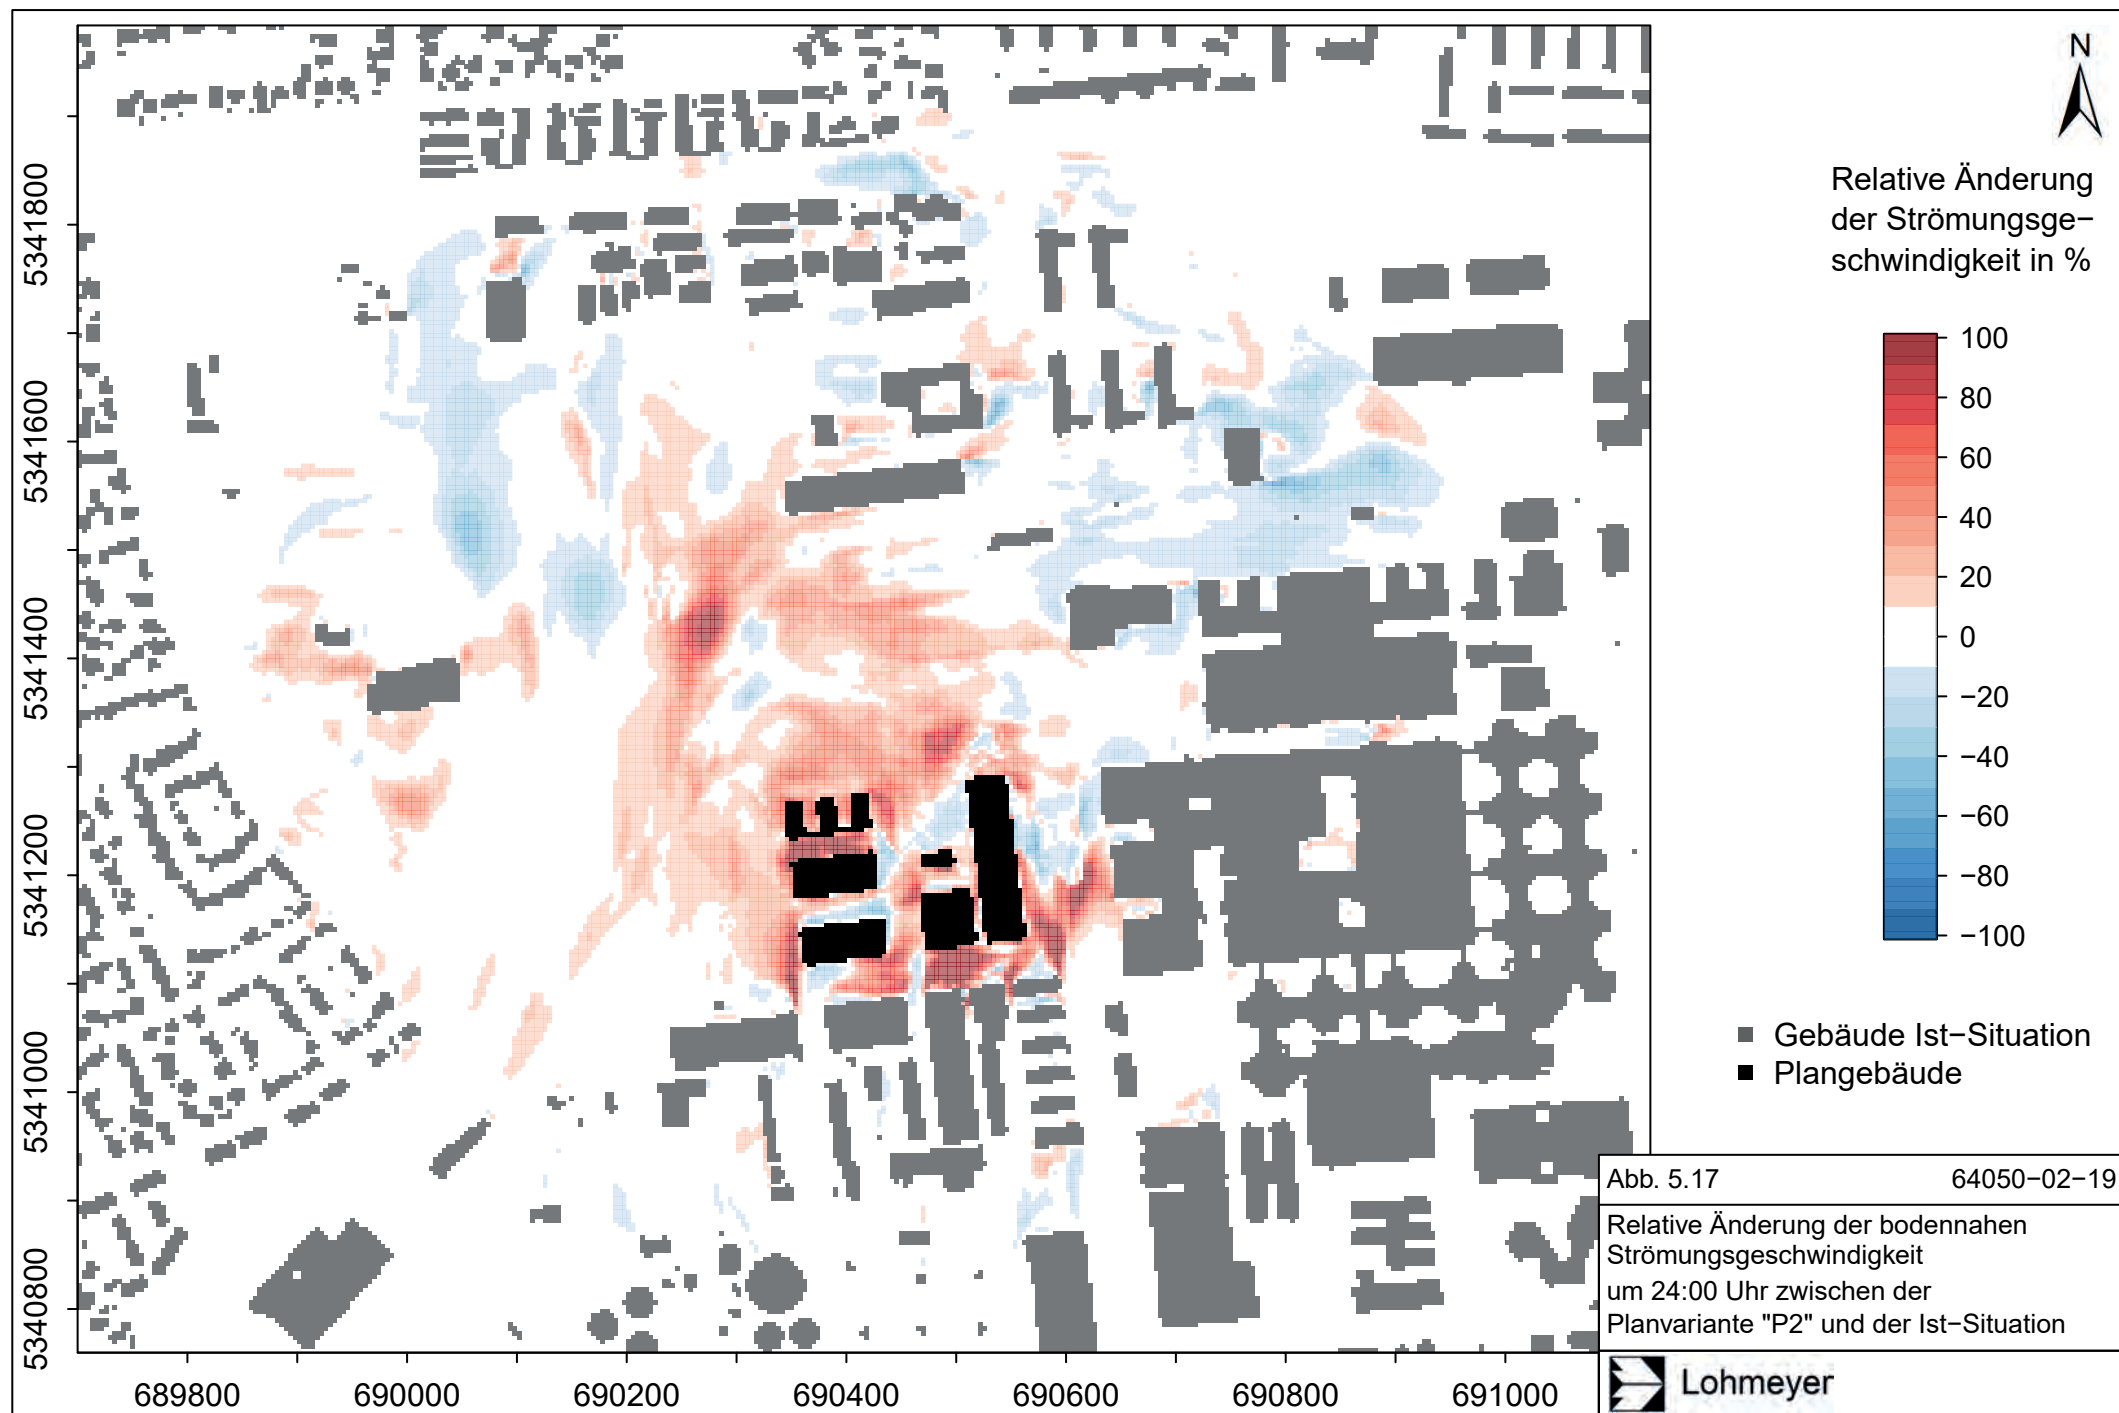 N
Relative Änderung
der Strömungsge−
schwindigkeit in %
100
80
60
40
20
0
−20
−40
−60
−80
−100
Gebäude Ist−Situation
Plangebäude
5341800
5341600
5341400
5341200
5341000
5340800
689800 690000 690200 690400 690600 690800 691000
Abb. 5.17 64050−02−19
Relative Änderung der bodennahen
Strömungsgeschwindigkeit
um 24:00 Uhr zwischen der
Planvariante "P2" und der Ist−Situation
Lohmeyer